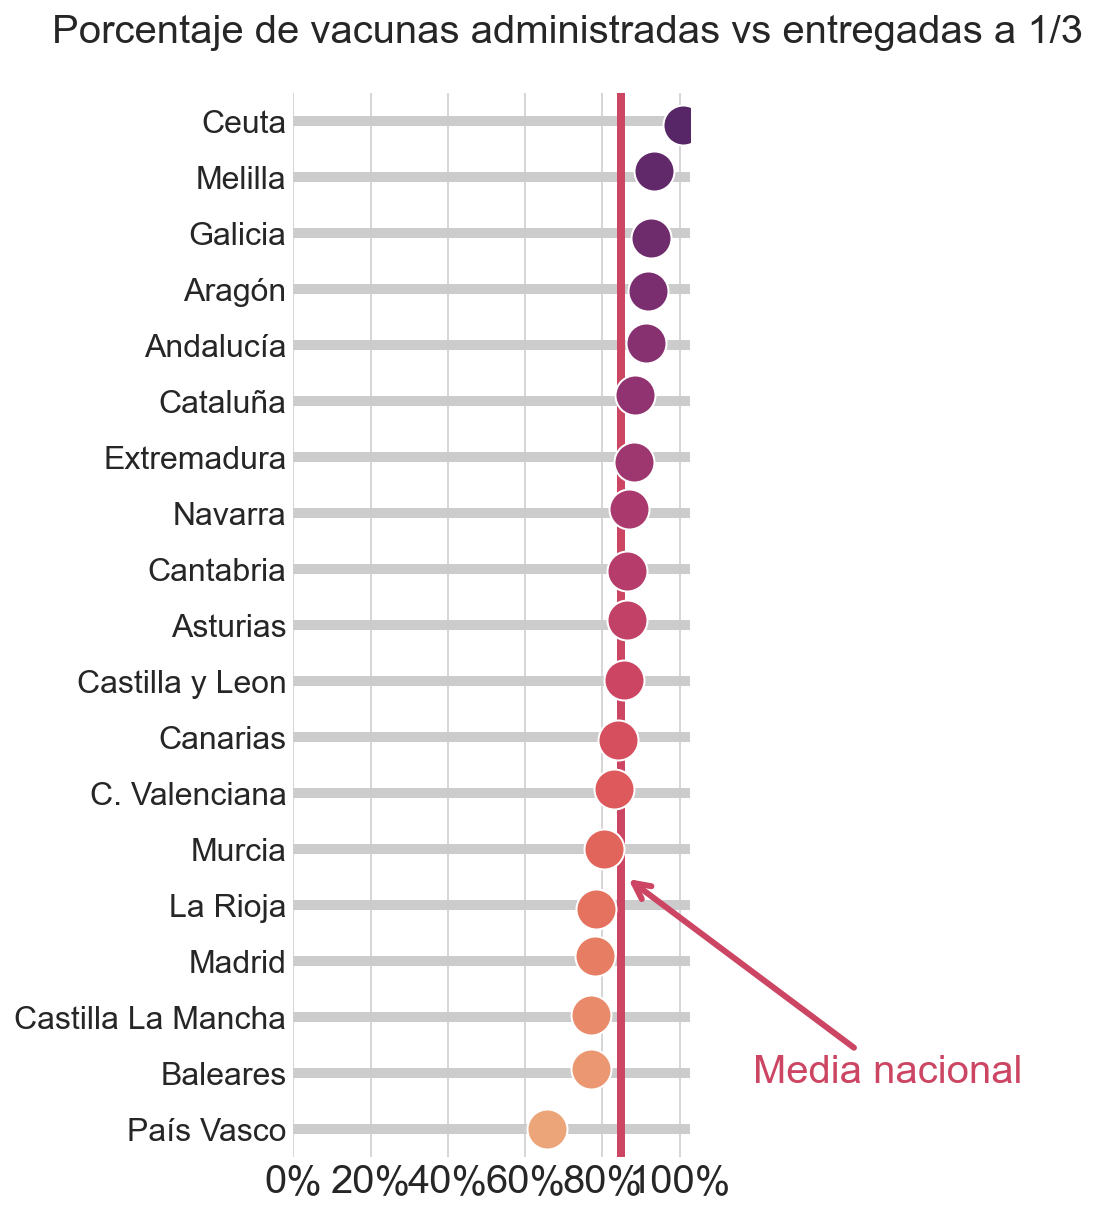 Porcentaje de vacunas administradas vs entregadas a 1/3
Ceuta
Melilla
Galicia
Aragón
Andalucía
Cataluña
Extremadura
Navarra
Cantabria
Asturias
Castilla y Leon
Canarias
C. Valenciana
Murcia
La Rioja
Madrid
Castilla La Mancha
Baleares
Media nacional
País Vasco
0% 20% 40% 60% 80% 100%